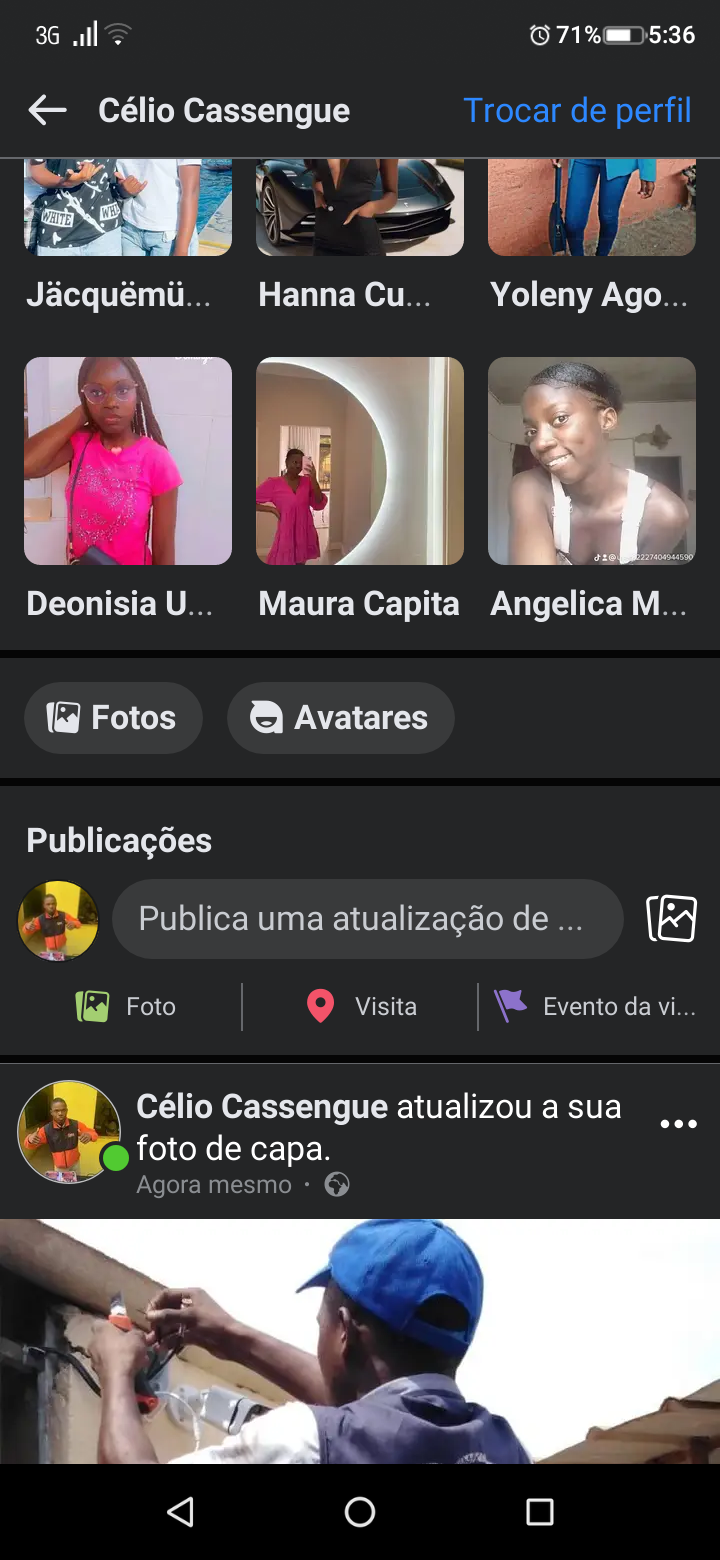 3G 71% 5:36
Célio Cassengue Trocar de perfil
WHITE
Jäcquëmü... Hanna Cu... Yoleny Ago...
Deonisia U... Maura Capita Angelica M...
Fotos Avatares
Publicações
Publica uma atualização de ...
Foto Visita Evento da vi...
Célio Cassengue atualizou a sua
foto de capa.
Agora mesmo ·